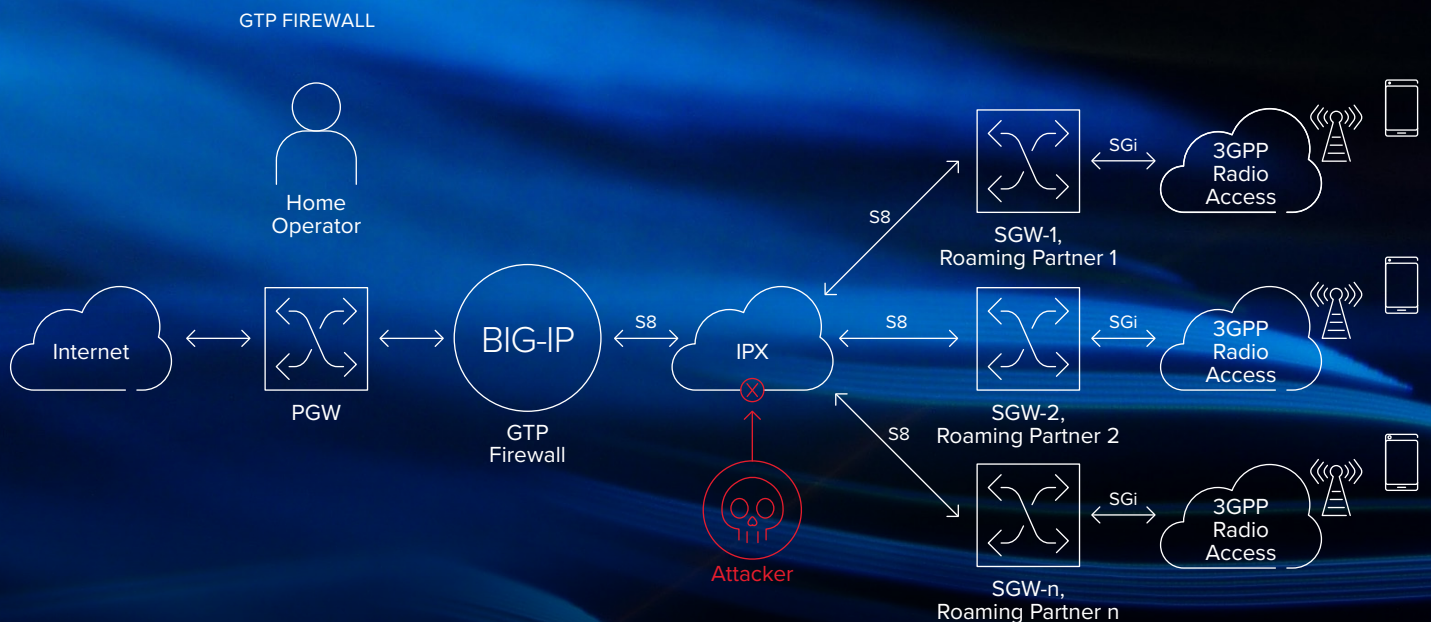 GTP FIREWALL
Home
Operator
Internet
PGW
BIG-IP
GTP
Firewall
S8
IPX
Attacker
S8
S8
S8
SGW-1,
Roaming Partner 1
SGi
3GPP
Radio
Access
SGW-2,
Roaming Partner 2
SGi
3GPP
Radio
Access
SGW-n,
Roaming Partner n
SGi
3GPP
Radio
Access